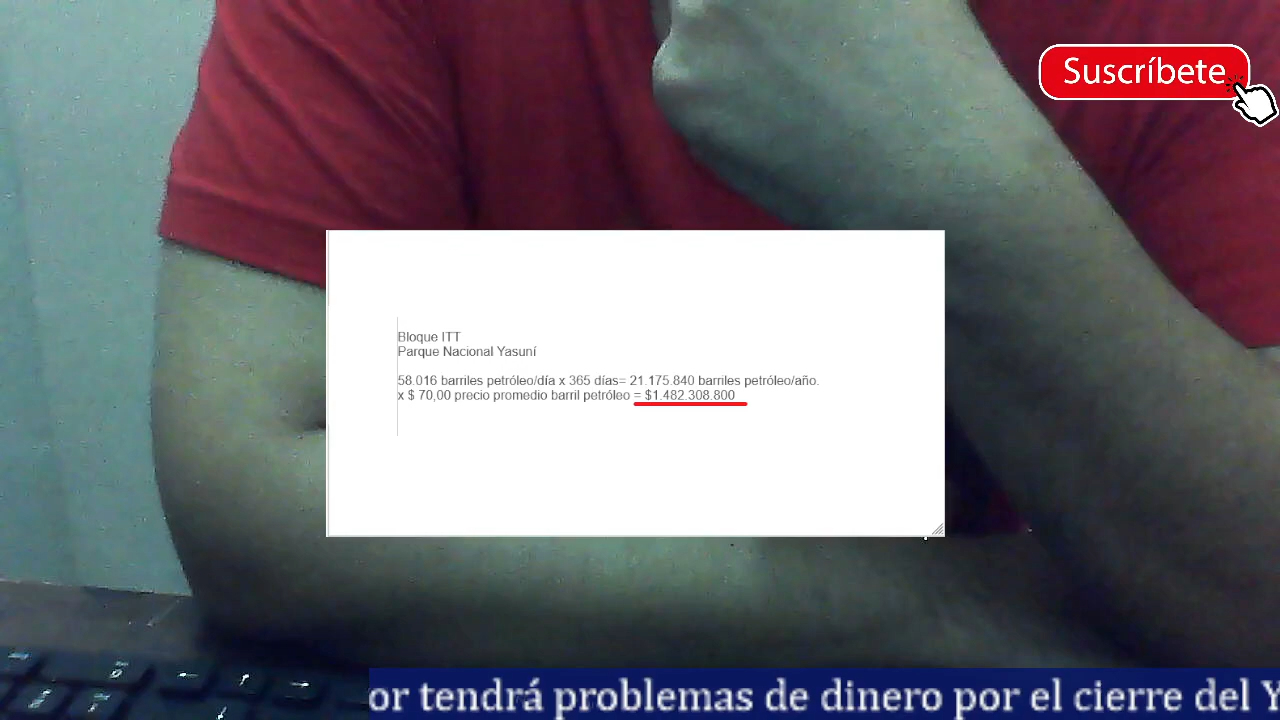 Suscríbete
Bloque ITT
Parque Nacional Yasuní
58.016 barriles petróleo/día x 365 días= 21.175.840 barriles petróleo/año.
x $ 70,00 precio promedio barril petróleo = $1.482.308.800
or tendrá problemas de dinero por el cierre del Y